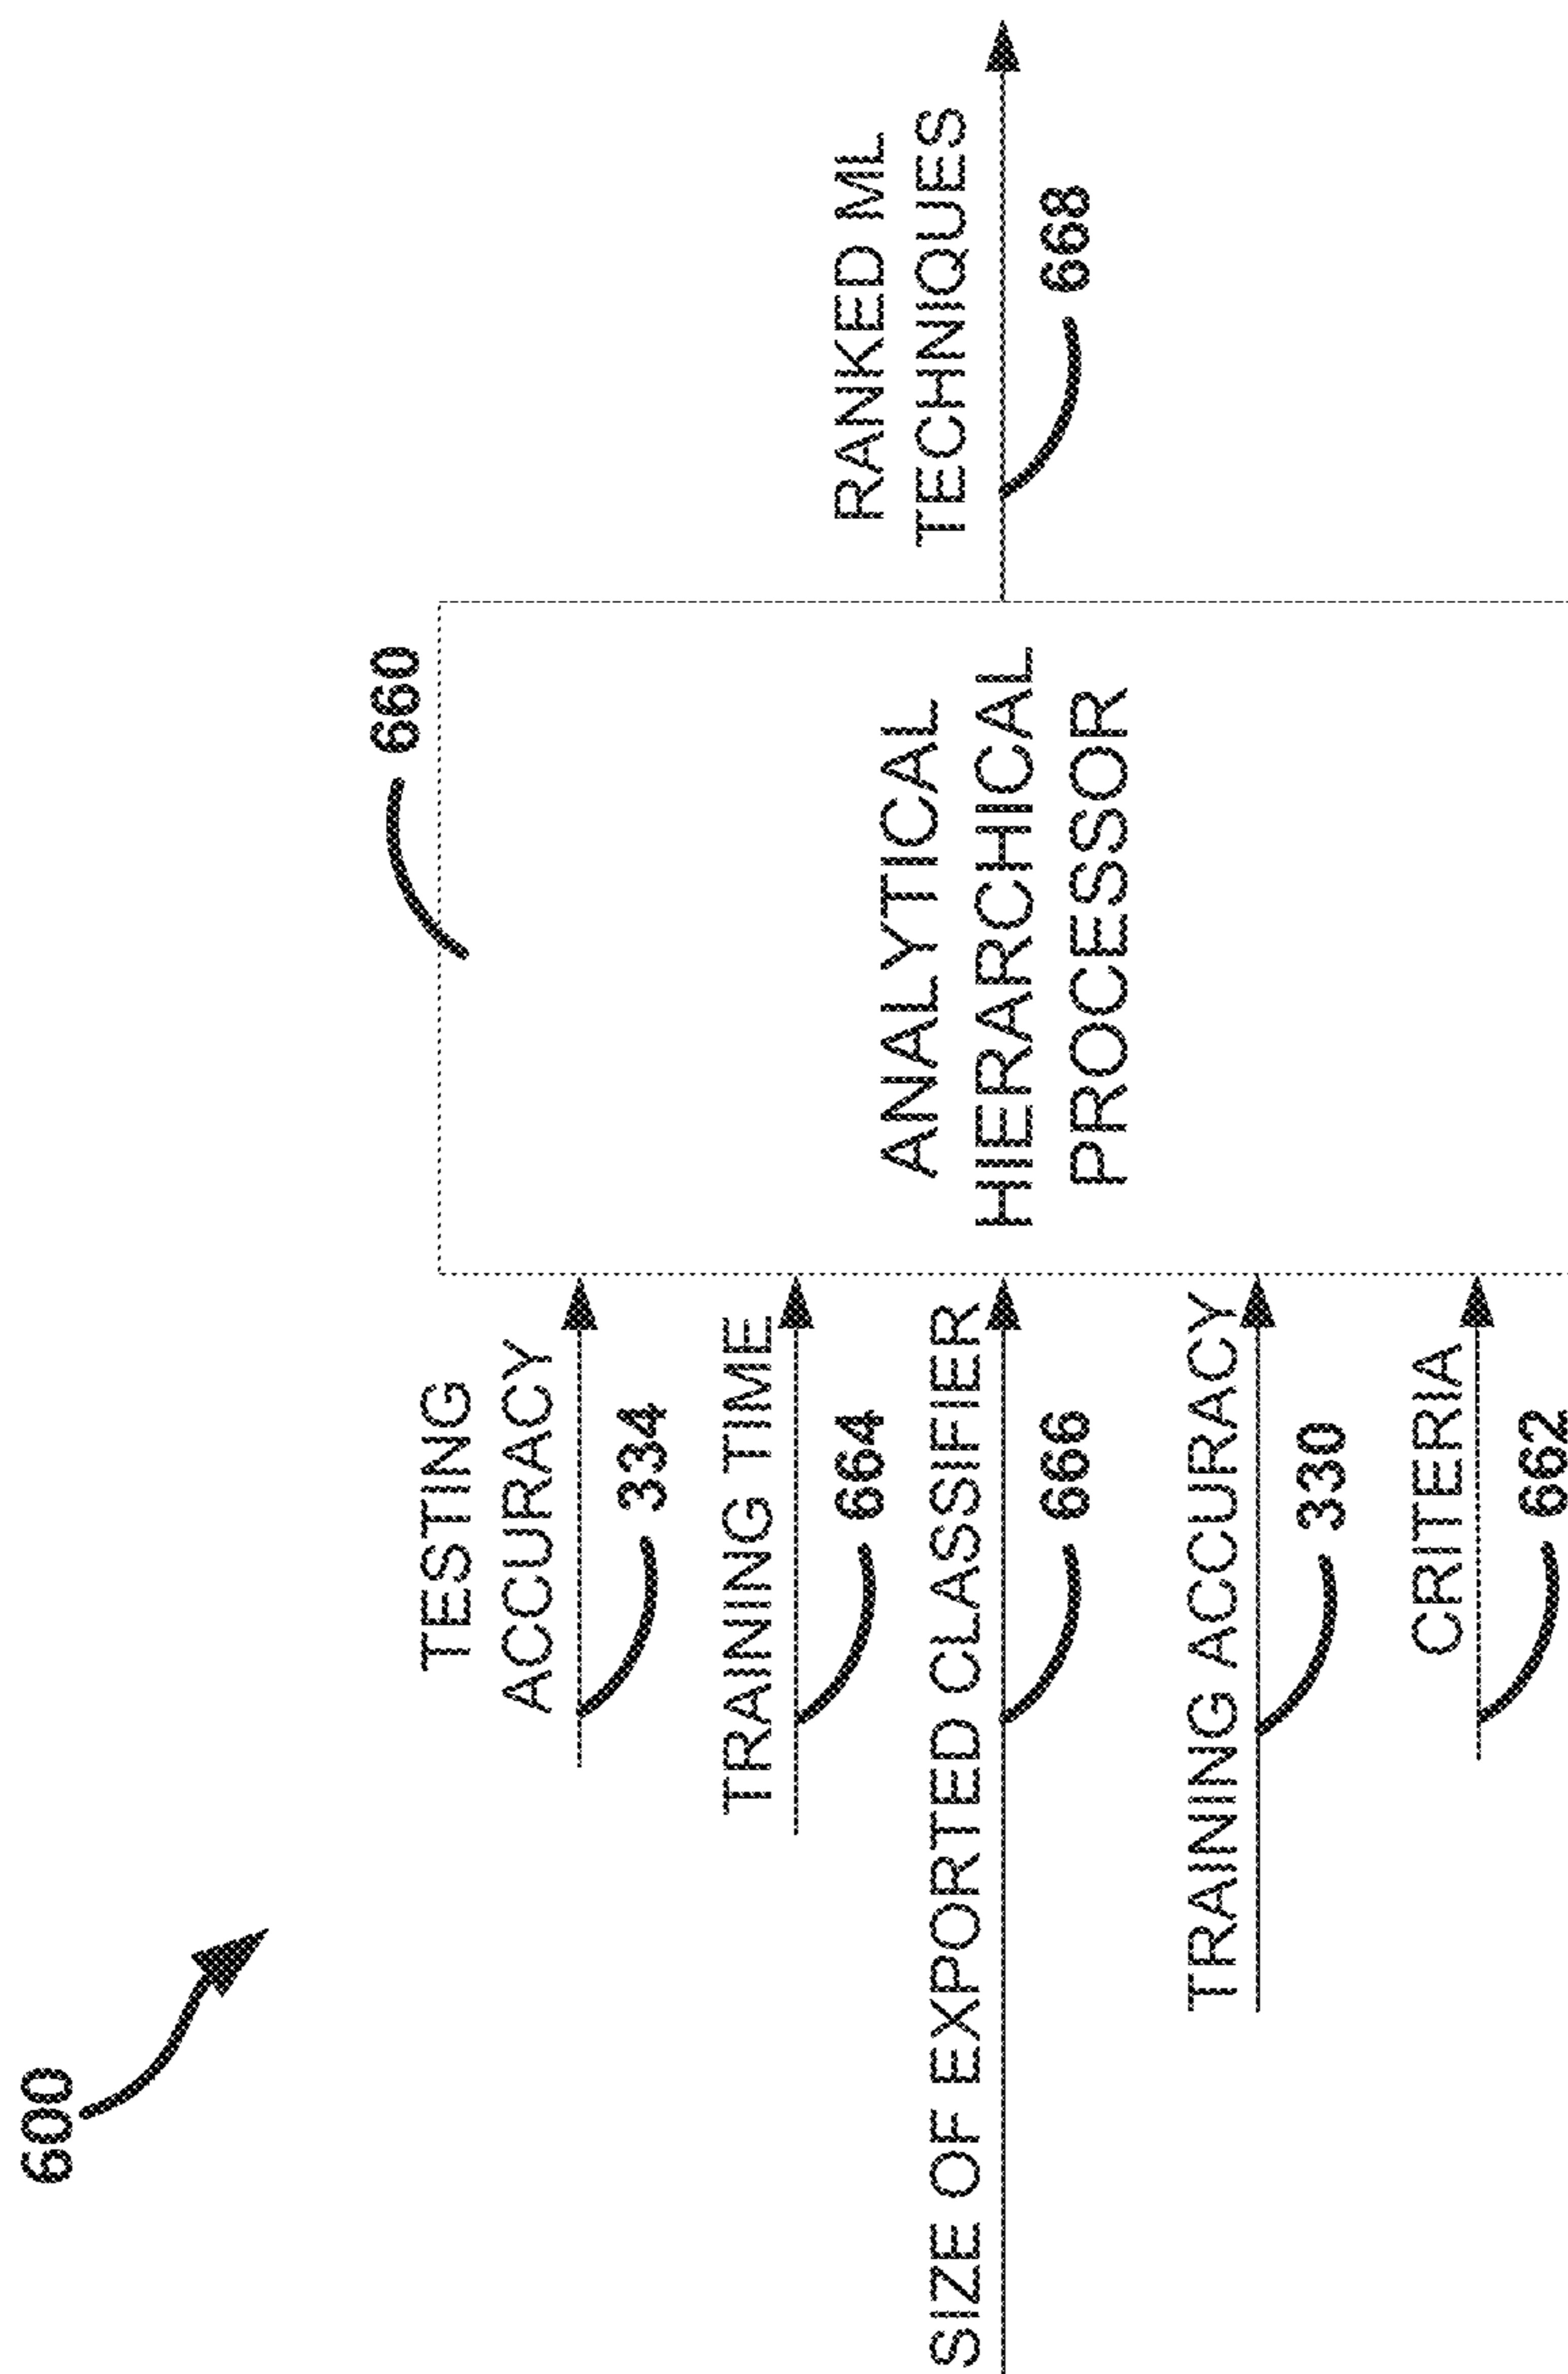 600
TESTING
ACCURACY
334
TRAINING TIME
664
SIZE OF EXPORTED CLASSIFIER
666
TRAINING ACCURACY
330
CRITERIA
662
660
ANALYTICAL
HIERARCHICAL
PROCESSOR
RANKED ML
TECHNIQUES
668